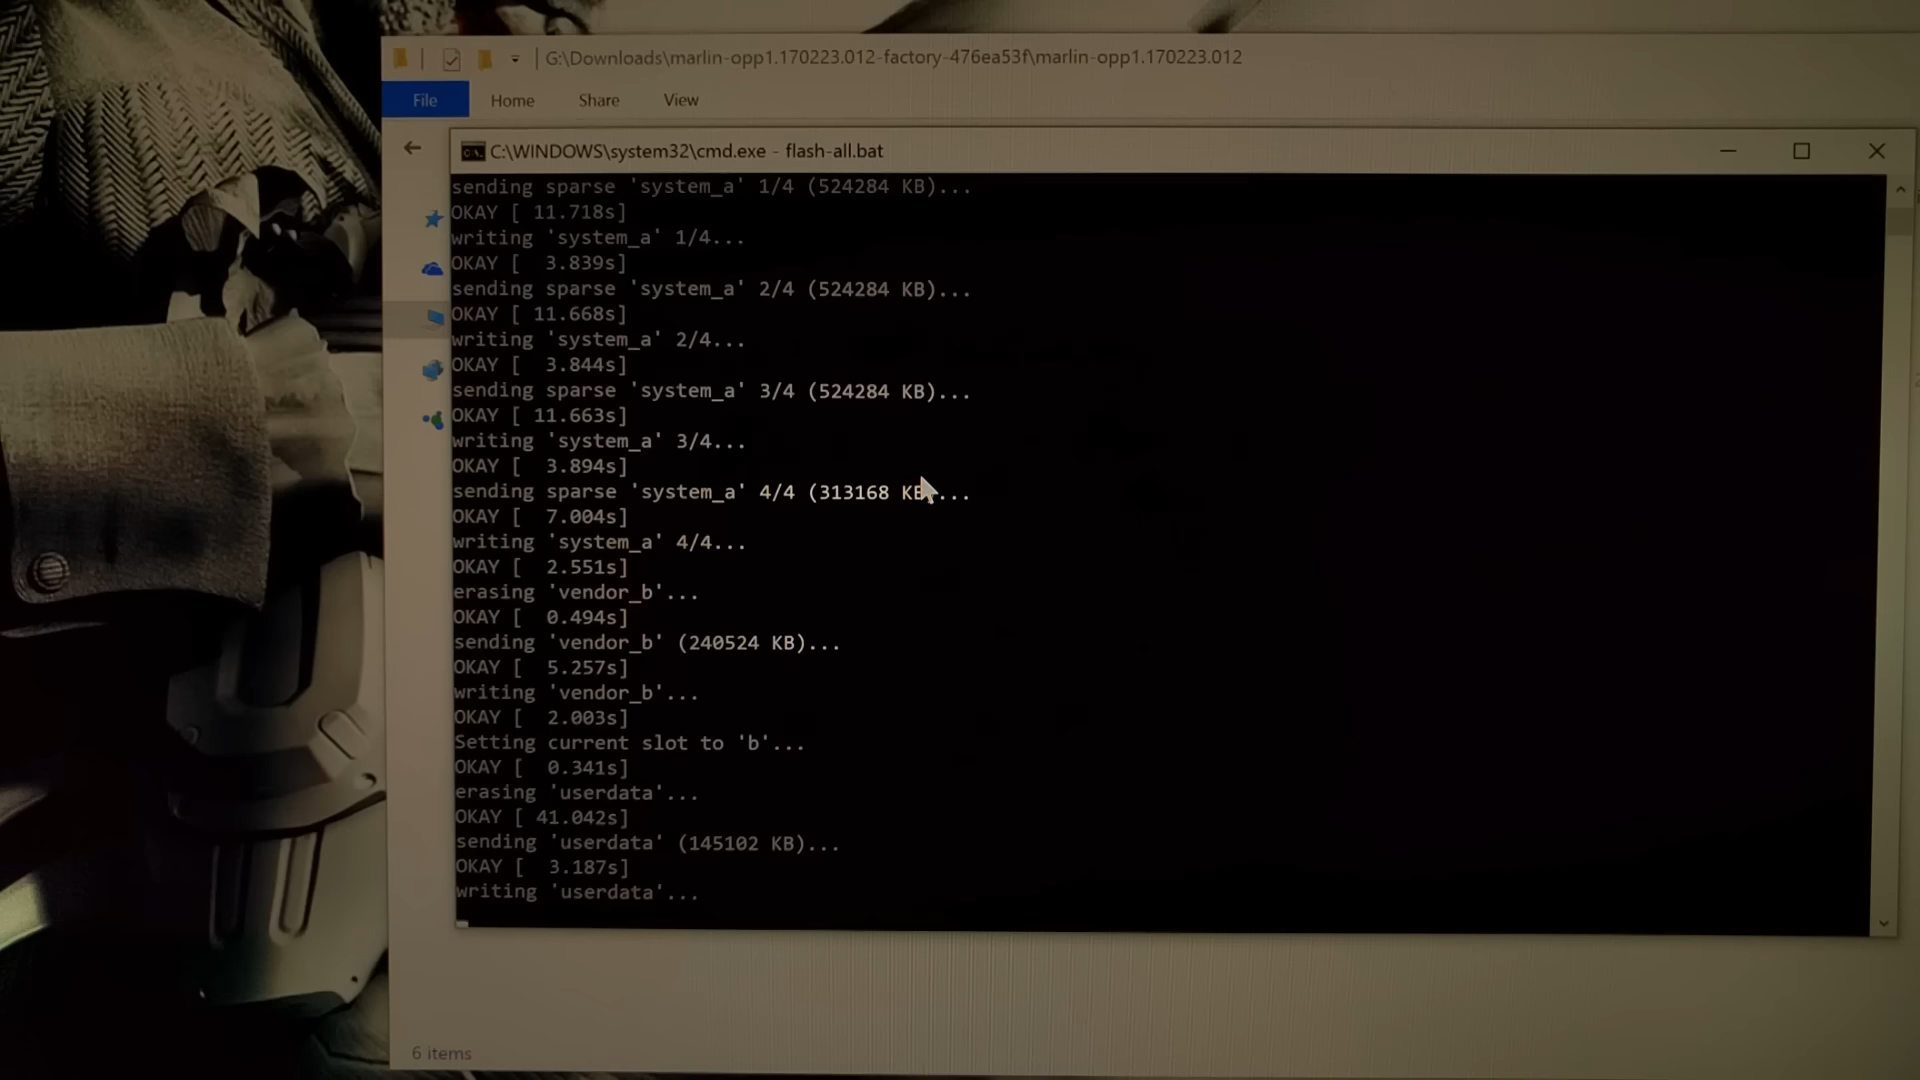 G:\Downloads\marlin-opp1.170223.012-factory-476ea53f\marlin-opp1.170223.012
File Home Share View
C:\WINDOWS\system32\cmd.exe - flash-all.bat
sending sparse 'system_a' 1/4 (524284 KB)...
OKAY [ 11.718s]
writing 'system_a' 1/4...
OKAY [  3.839s]
sending sparse 'system_a' 2/4 (524284 KB)...
OKAY [ 11.668s]
writing 'system_a' 2/4...
OKAY [  3.844s]
sending sparse 'system_a' 3/4 (524284 KB)...
OKAY [ 11.663s]
writing 'system_a' 3/4...
OKAY [  3.894s]
sending sparse 'system_a' 4/4 (313168 KB)...
OKAY [  7.004s]
writing 'system_a' 4/4...
OKAY [  2.551s]
erasing 'vendor_b'...
OKAY [  0.494s]
sending 'vendor_b' (240524 KB)...
OKAY [  5.257s]
writing 'vendor_b'...
OKAY [  2.003s]
Setting current slot to 'b'...
OKAY [  0.341s]
erasing 'userdata'...
OKAY [ 41.042s]
sending 'userdata' (145102 KB)...
OKAY [  3.187s]
writing 'userdata'...
6 items